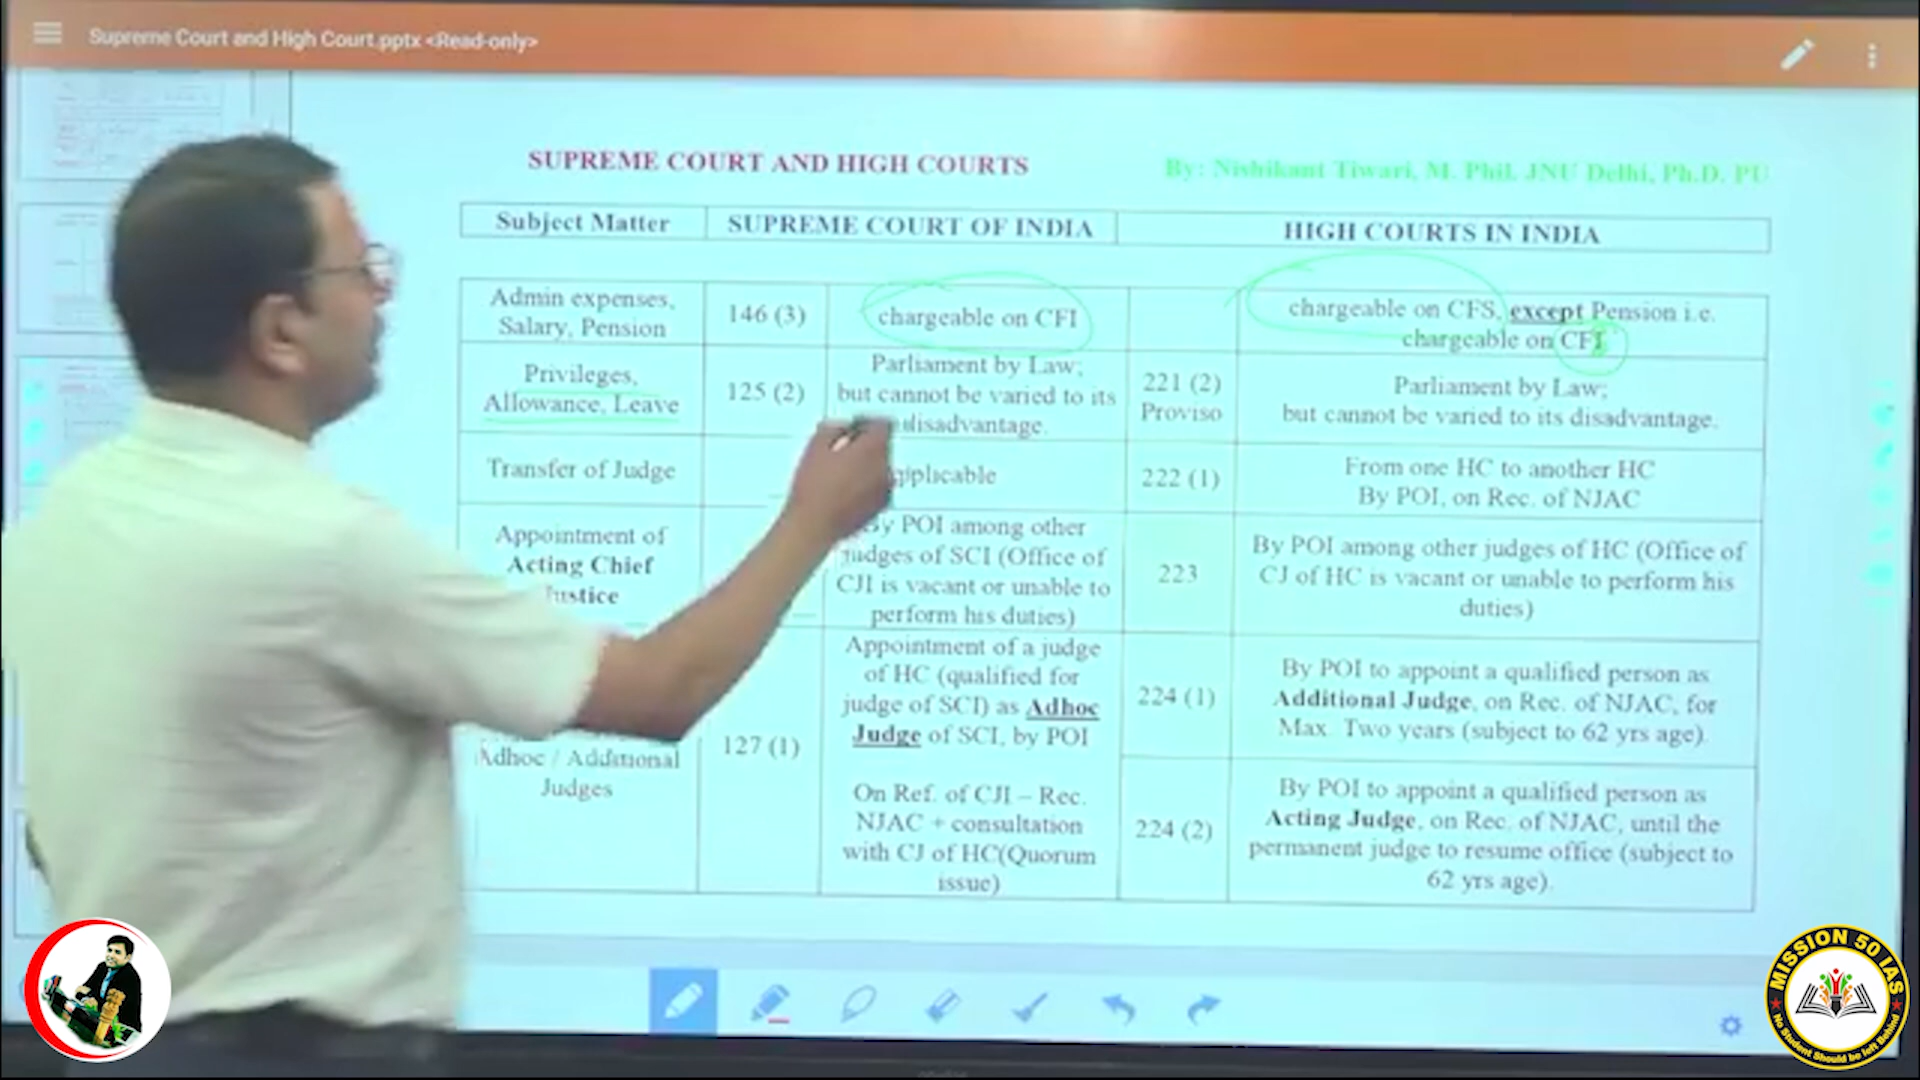 Supreme Court and High Court.pptx <Read-only>
SUPREME COURT AND HIGH COURTS
By: Nishikant Tiwari, M. Phil. JNU Delhi, Ph.D. PU
Subject Matter
SUPREME COURT OF INDIA
HIGH COURTS IN INDIA
Admin expenses,
Salary, Pension
146 (3)
chargeable on CFI
chargeable on CFS, except Pension i.e.
chargeable on CFI
Privileges,
Allowance, Leave
125 (2)
Parliament by Law;
but cannot be varied to its
disadvantage.
221 (2)
Proviso
Parliament by Law;
but cannot be varied to its disadvantage.
Transfer of Judge
222 (1)
From one HC to another HC
By POI, on Rec. of NJAC
Appointment of
Acting Chief
Justice
By POI among other
judges of SCI (Office of
CJI is vacant or unable to
perform his duties)
223
By POI among other judges of HC (Office of
CJ of HC is vacant or unable to perform his
duties)
Adhoc / Additional
Judges
127 (1)
Appointment of a judge
of HC (qualified for
judge of SCI) as Adhoc
Judge of SCI, by POI
On Ref. of CJI – Rec.
NJAC + consultation
with CJ of HC(Quorum
issue)
224 (1)
By POI to appoint a qualified person as
Additional Judge, on Rec. of NJAC, for
Max. Two years (subject to 62 yrs age).
224 (2)
By POI to appoint a qualified person as
Acting Judge, on Rec. of NJAC, until the
permanent judge to resume office (subject to
62 yrs age).
MISSION 50 IAS
No Student Should be left Behind